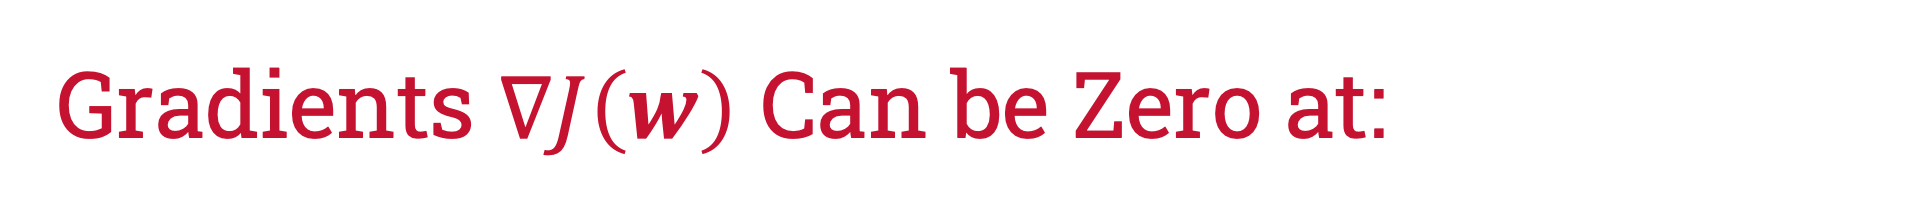 Gradients ∇J(w) Can be Zero at: